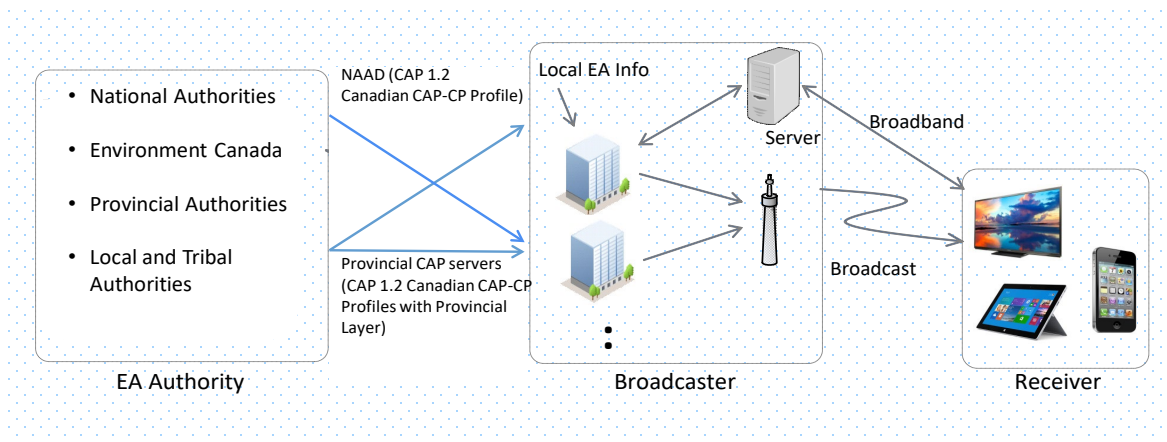 • National Authorities
• Environment Canada
• Provincial Authorities
• Local and Tribal
Authorities
EA Authority
NAAD (CAP 1.2
Canadian CAP-CP Profile)
Provincial CAP servers
(CAP 1.2 Canadian CAP-CP
Profiles with Provincial
Layer)
Local EA Info
Server
Broadcaster
Broadband
Broadcast
Receiver